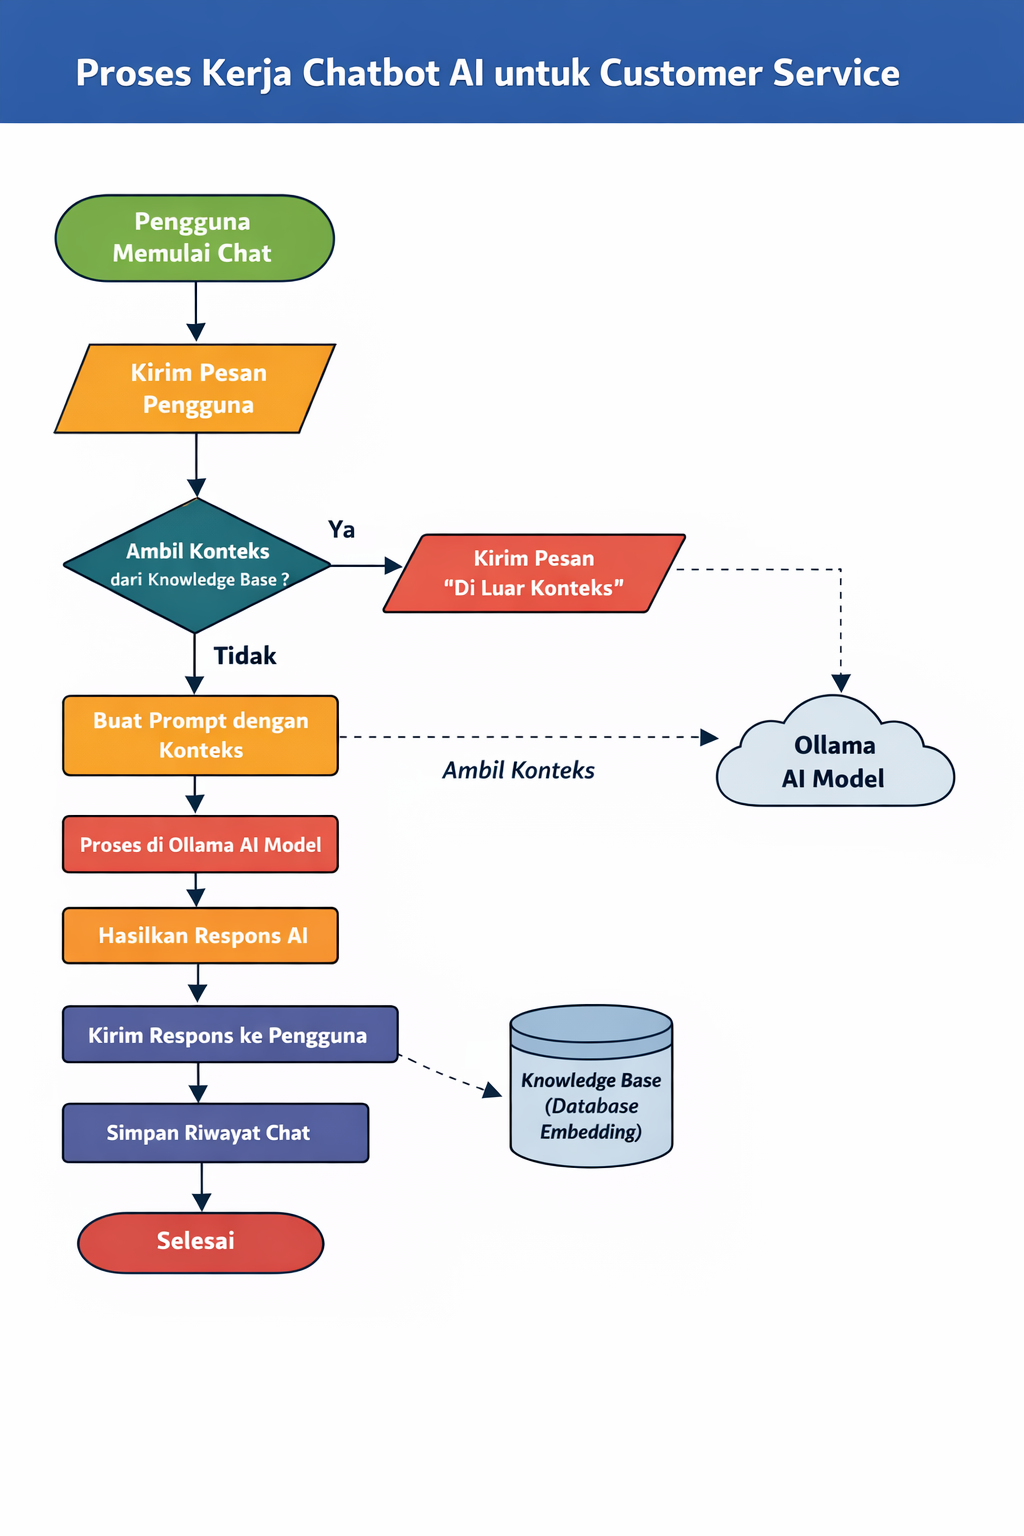 Proses Kerja Chatbot AI untuk Customer Service
Pengguna
Memulai Chat
Kirim Pesan
Pengguna
Ambil Konteks
dari Knowledge Base ?
Ya
Kirim Pesan
“Di Luar Konteks”
Tidak
Buat Prompt dengan
Konteks
Ambil Konteks
Ollama
AI Model
Proses di Ollama AI Model
Hasilkan Respons AI
Kirim Respons ke Pengguna
Knowledge Base
(Database
Embedding)
Simpan Riwayat Chat
Selesai